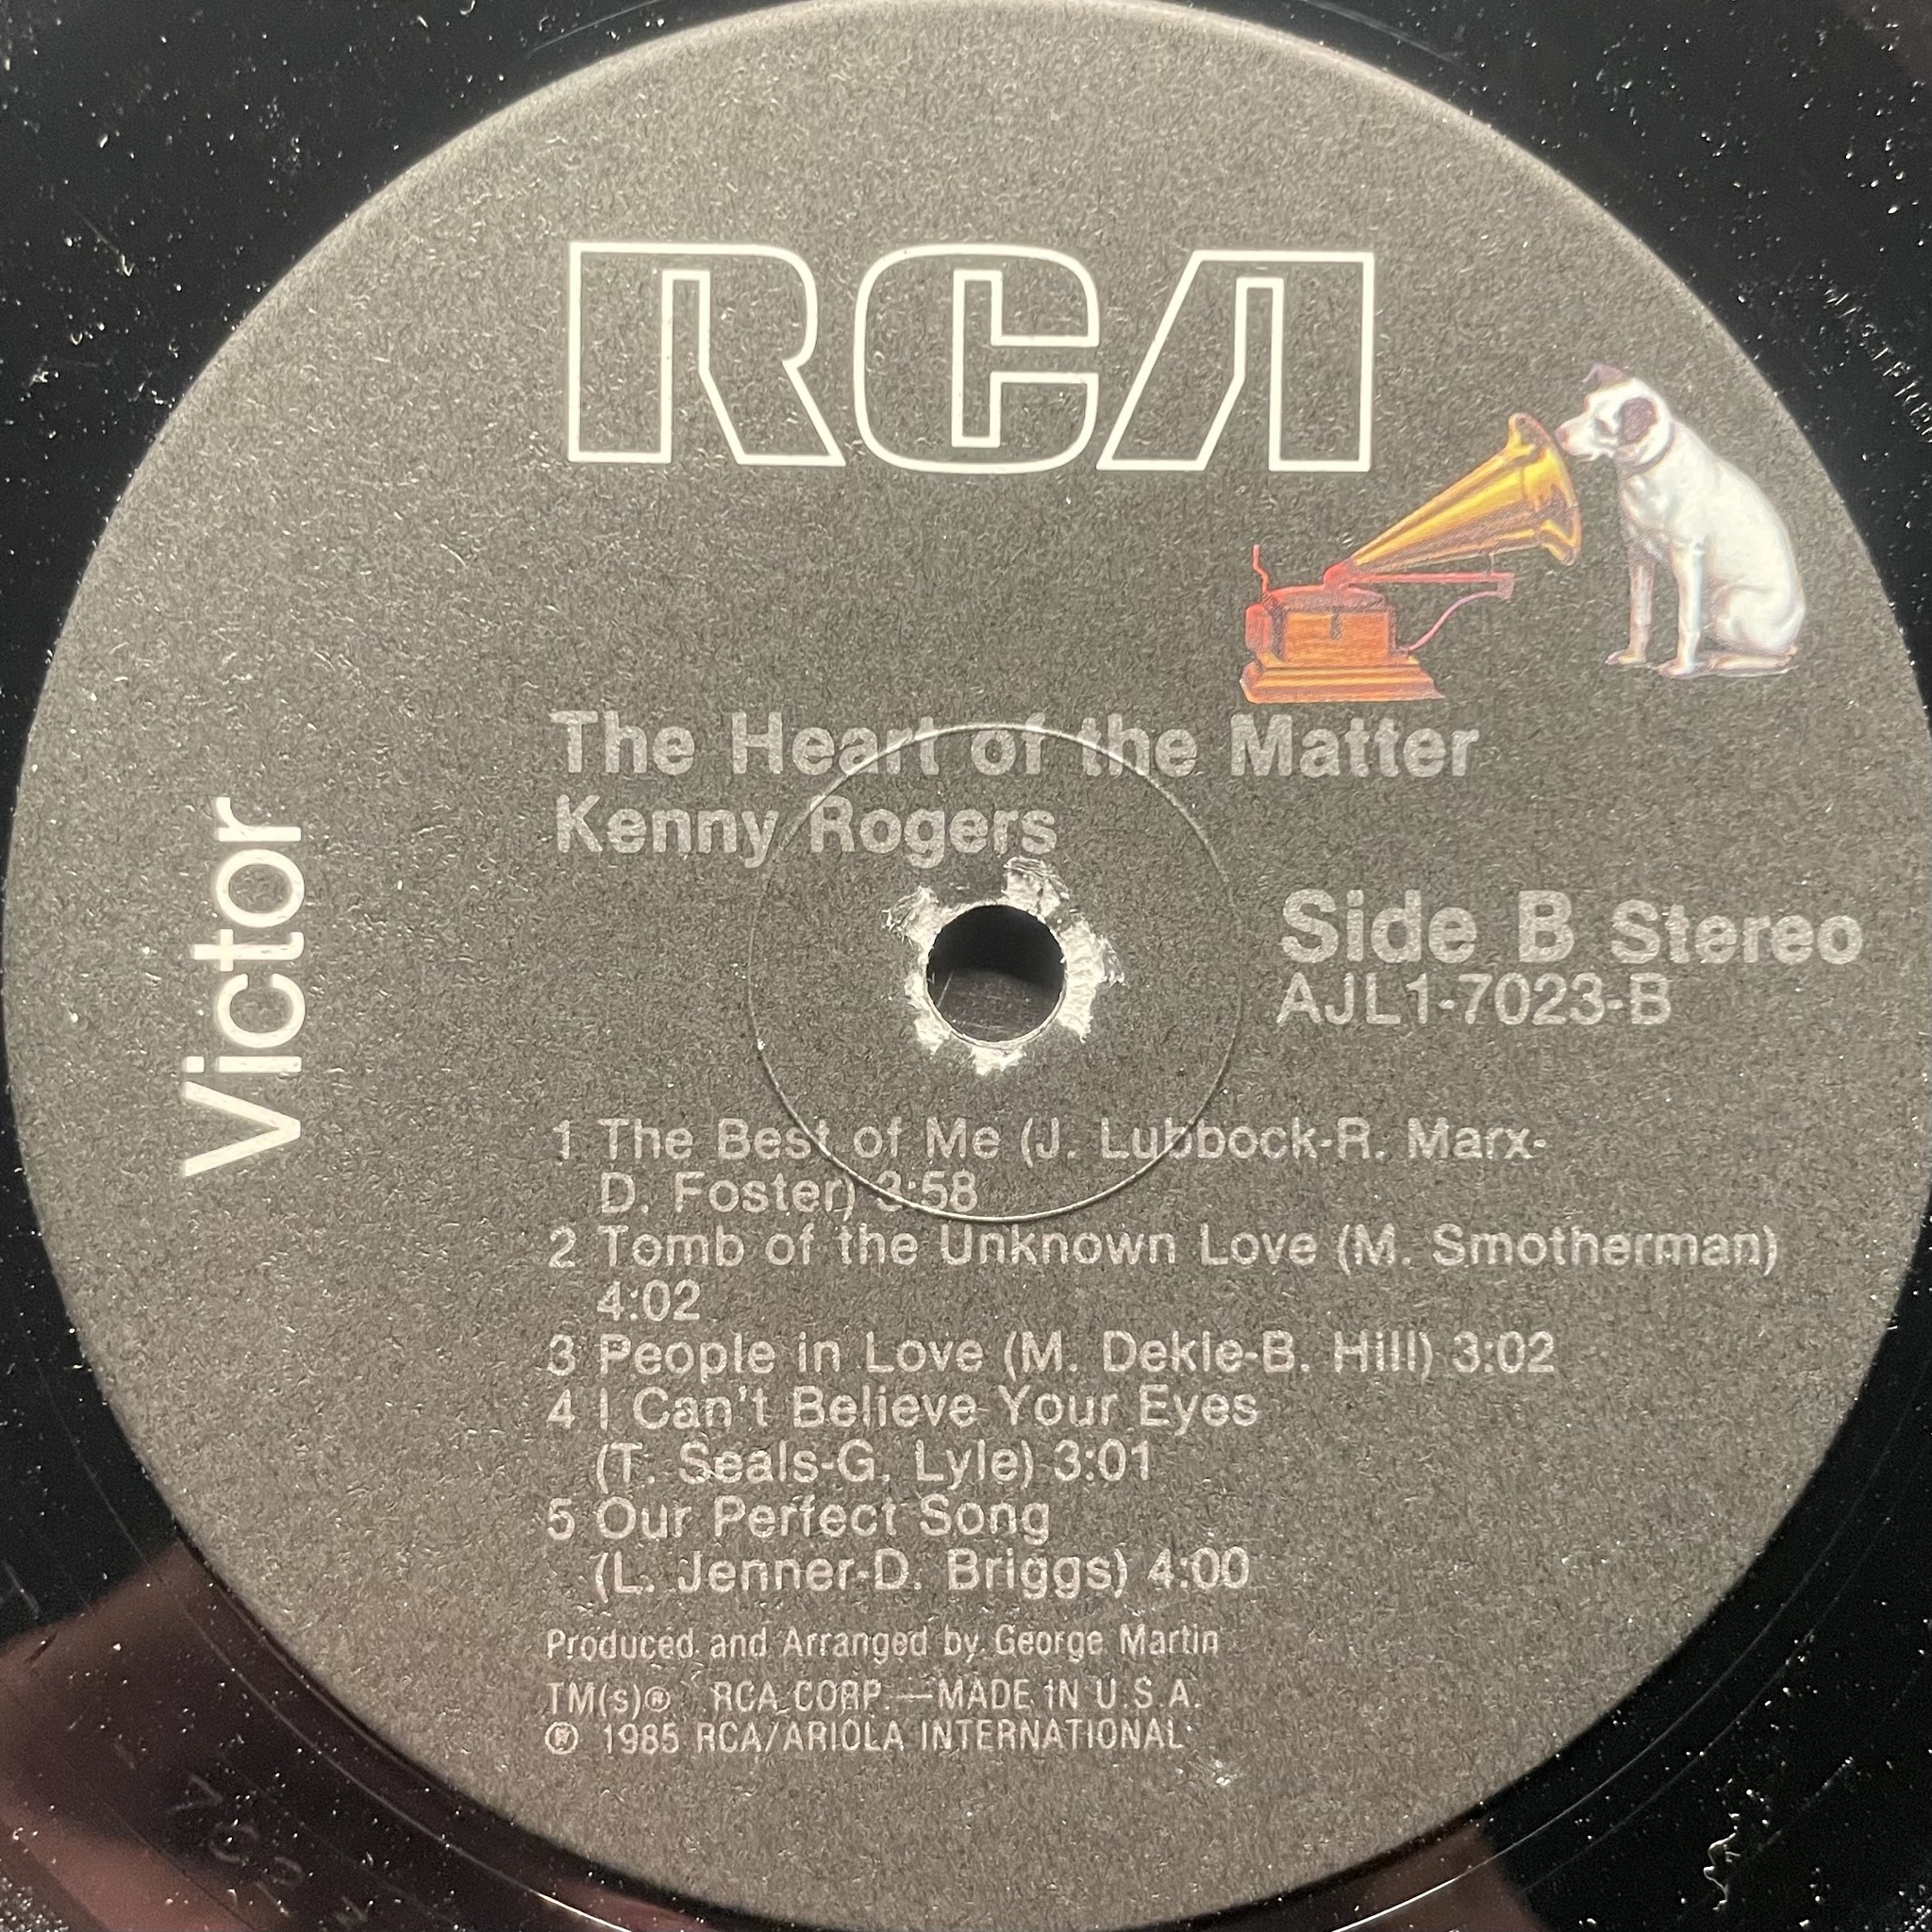 RCA
Victor
The Heart of the Matter
Kenny Rogers
Side B Stereo
AJL1-7023-B
1 The Best of Me (J. Lubbock-R. Marx-
D. Foster) 3:58
2 Tomb of the Unknown Love (M. Smotherman)
4:02
3 People in Love (M. Dekle-B. Hill) 3:02
4 I Can't Believe Your Eyes
(T. Seals-G. Lyle) 3:01
5 Our Perfect Song
(L. Jenner-D. Briggs) 4:00
Produced and Arranged by George Martin
TM(s)® RCA CORP.—MADE IN U.S.A.
℗ 1985 RCA/ARIOLA INTERNATIONAL